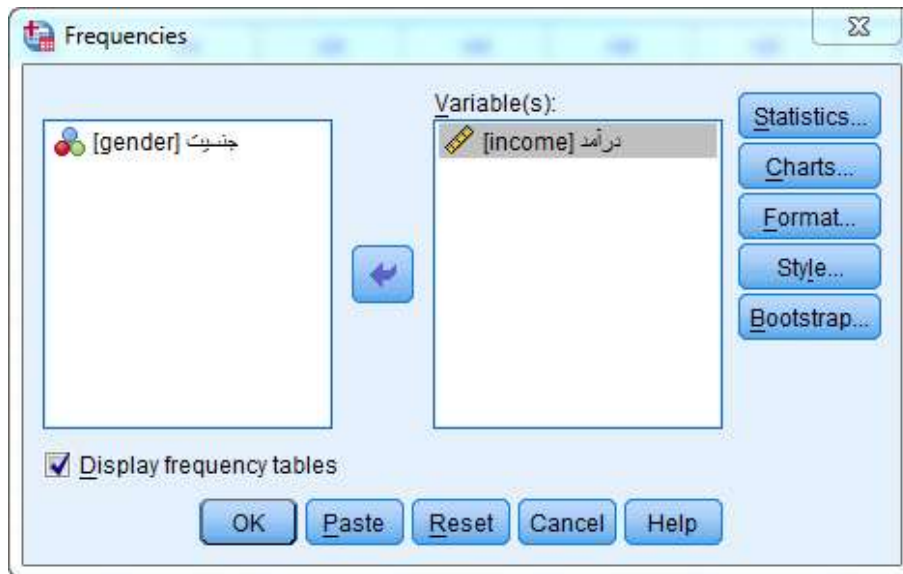 Frequencies
Variable(s):
جنسیت [gender]
درآمد [income]
Statistics...
Charts...
Format...
Style...
Bootstrap...
Display frequency tables
OK Paste Reset Cancel Help